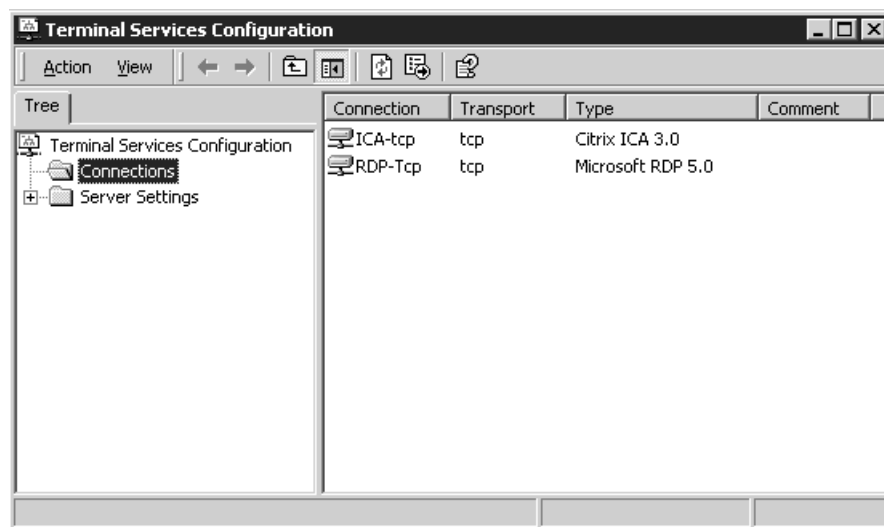 Terminal Services Configuration
Action View
Tree
Connection Transport Type Comment
Terminal Services Configuration
Connections
Server Settings
ICA-tcp tcp Citrix ICA 3.0
RDP-Tcp tcp Microsoft RDP 5.0